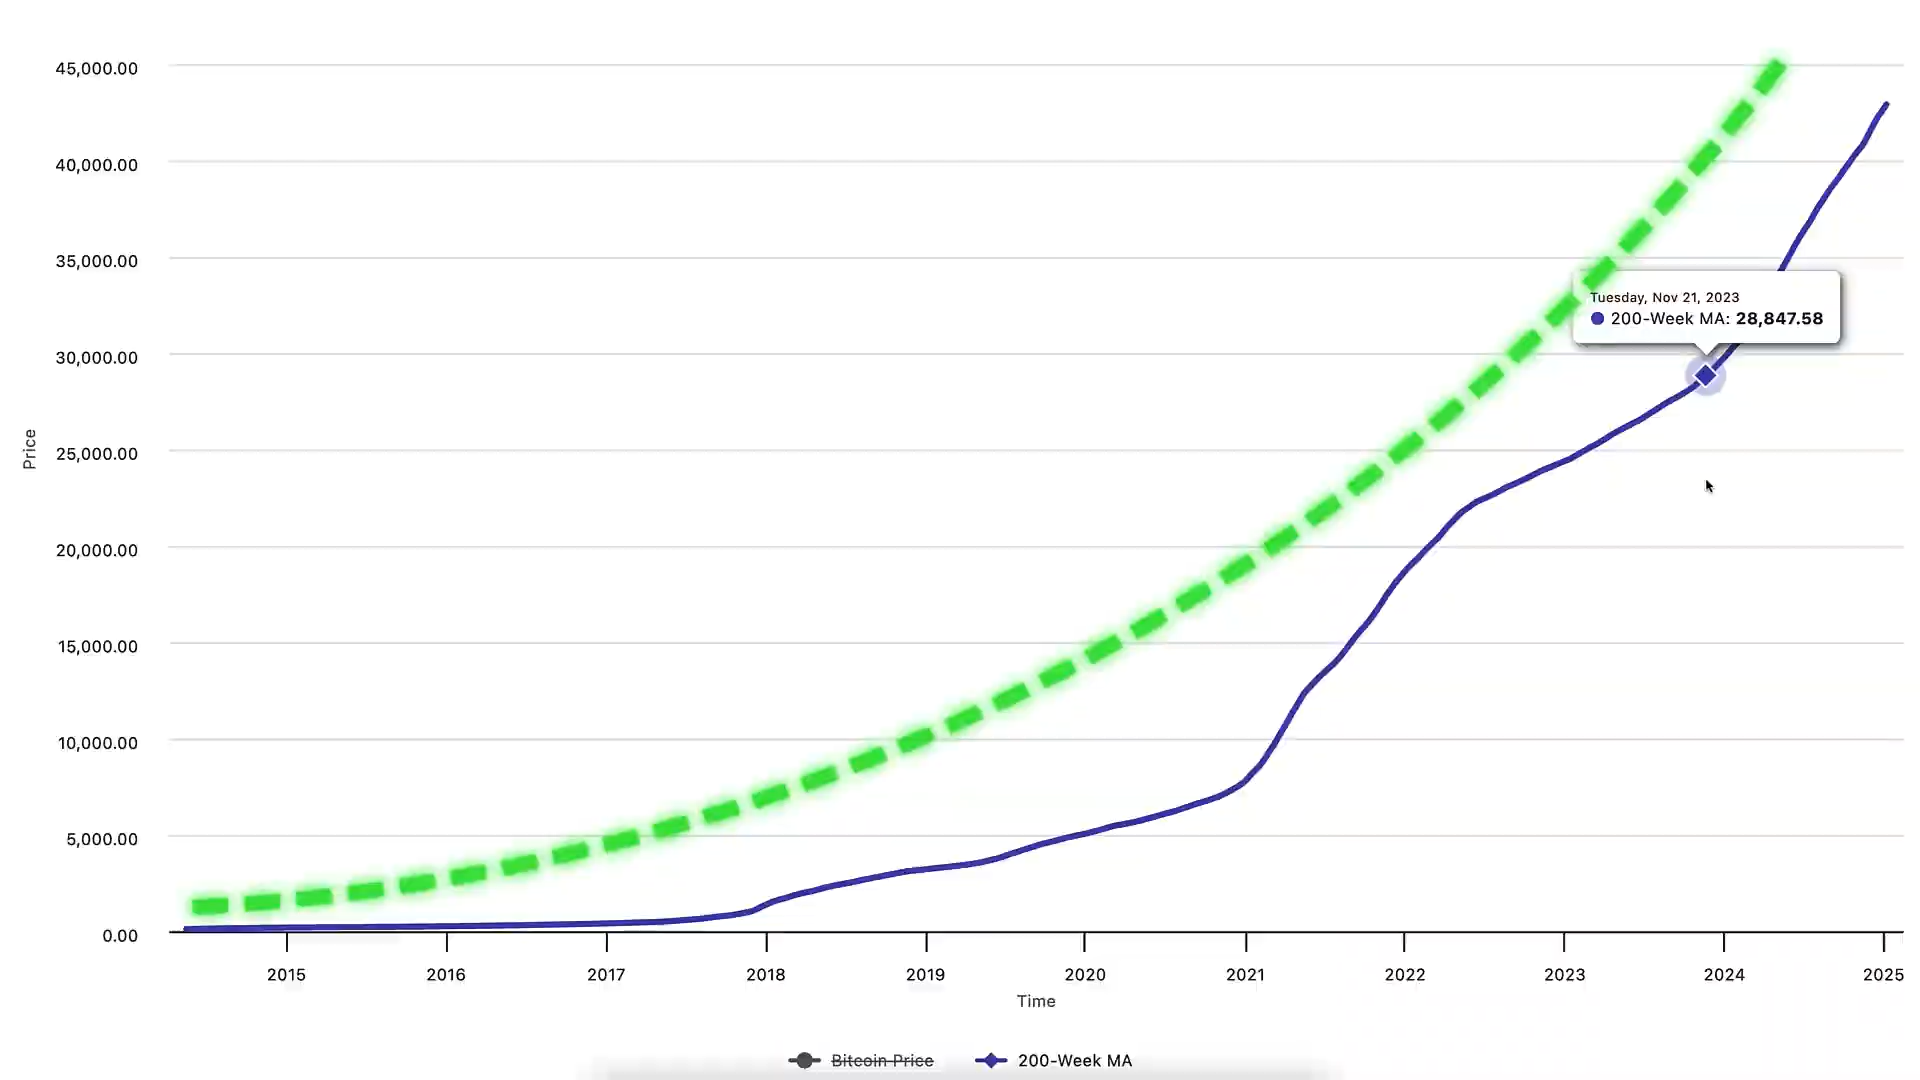 45,000.00
40,000.00
35,000.00
30,000.00
25,000.00
20,000.00
15,000.00
10,000.00
5,000.00
0.00
Price
Tuesday, Nov 21, 2023
200-Week MA: 28,847.58
2015 2016 2017 2018 2019 2020 2021 2022 2023 2024 2025
Time
Bitcoin Price 200-Week MA